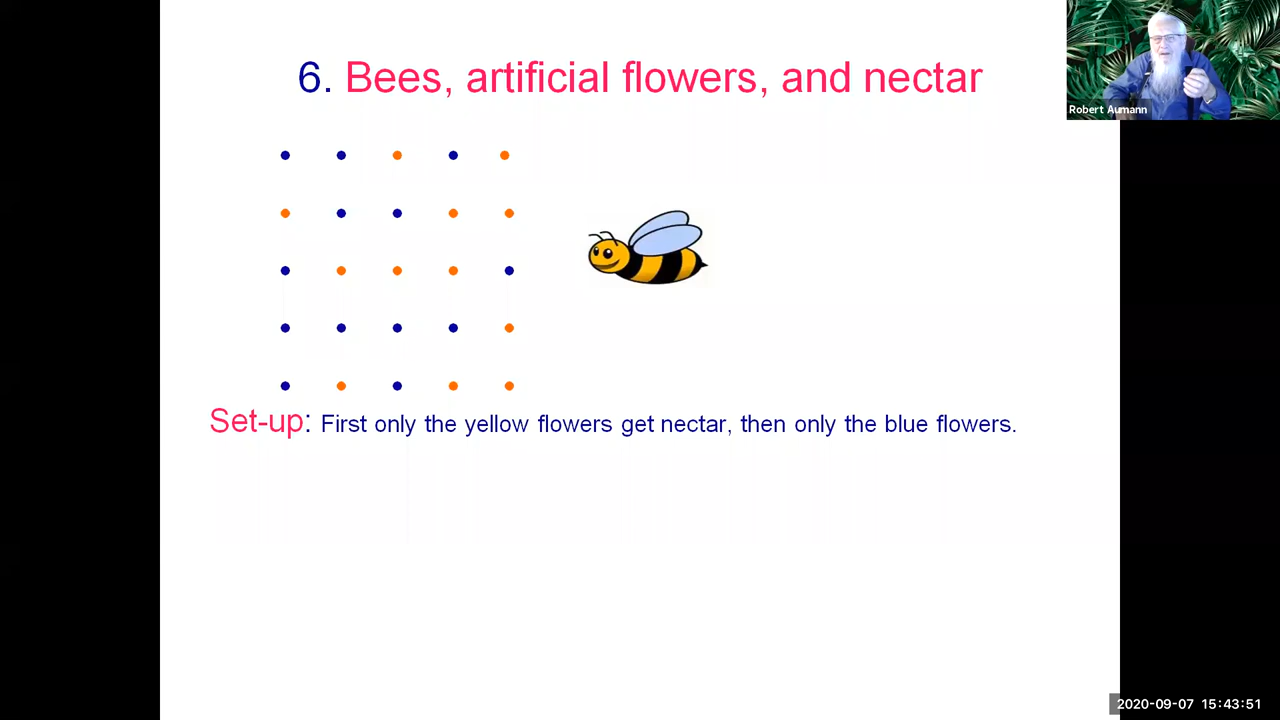 6. Bees, artificial flowers, and nectar
Robert Aumann
Set-up: First only the yellow flowers get nectar, then only the blue flowers.
2020-09-07 15:43:51